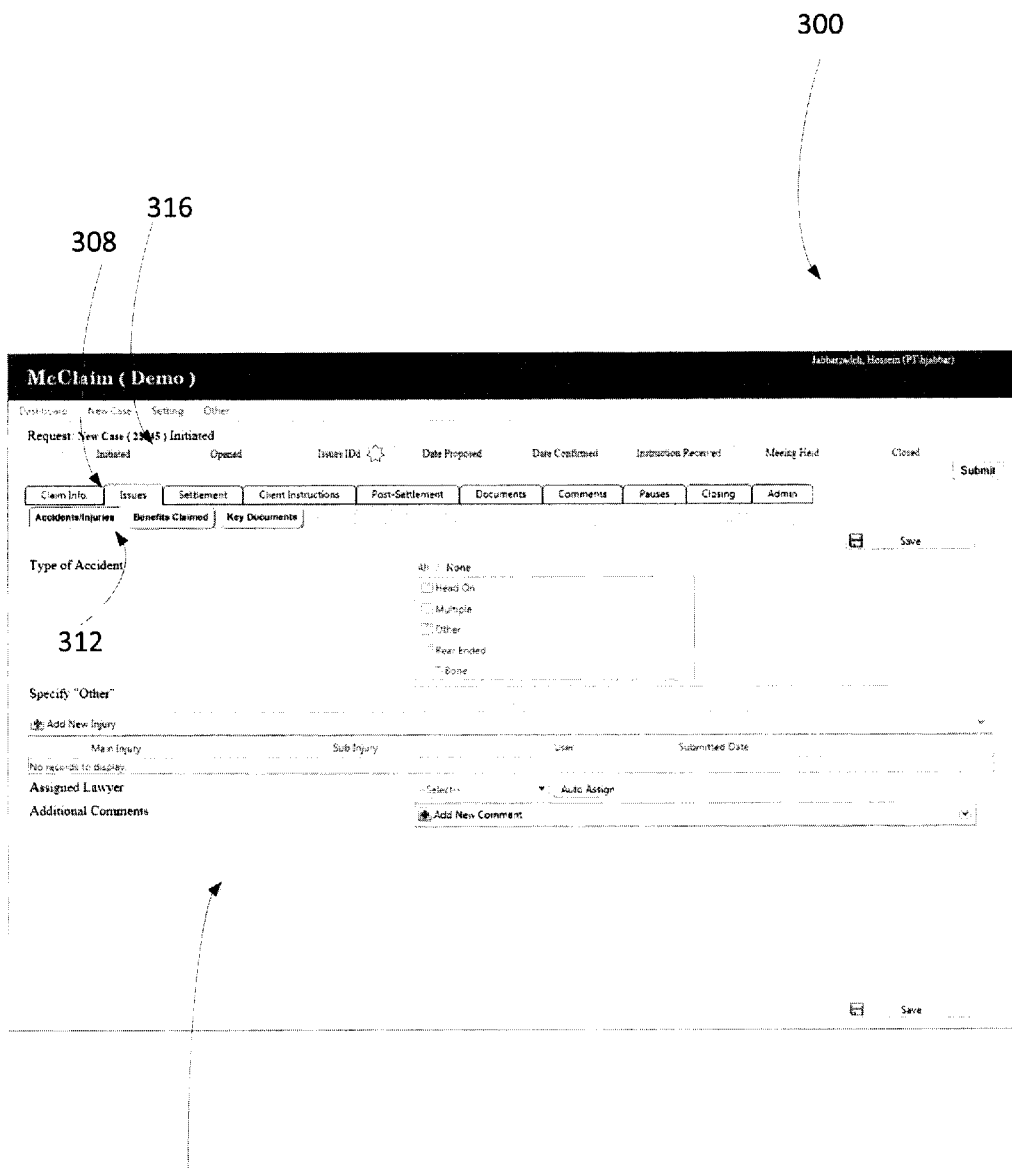 300
316
308
McClaim ( Demo )
Dashboard New Case Setting Other
Request: New Case ( ) Initiated
Initiated Opened Issues IDd Date Proposed Date Confirmed Instruction Received Meeting Held Closed
Submit
Claim Info. Issues Settlement Client Instructions Post-Settlement Documents Comments Pauses Closing Admin
Accidents/Injuries Benefits Claimed Key Documents
Save
Type of Accident All / None
Head On
Multiple
Other
Rear Ended
T-Bone
312
Specify "Other"
Add New Injury
Main Injury Sub Injury User Submitted Date
No records to display.
Assigned Lawyer --Select-- Auto Assign
Additional Comments Add New Comment
Save